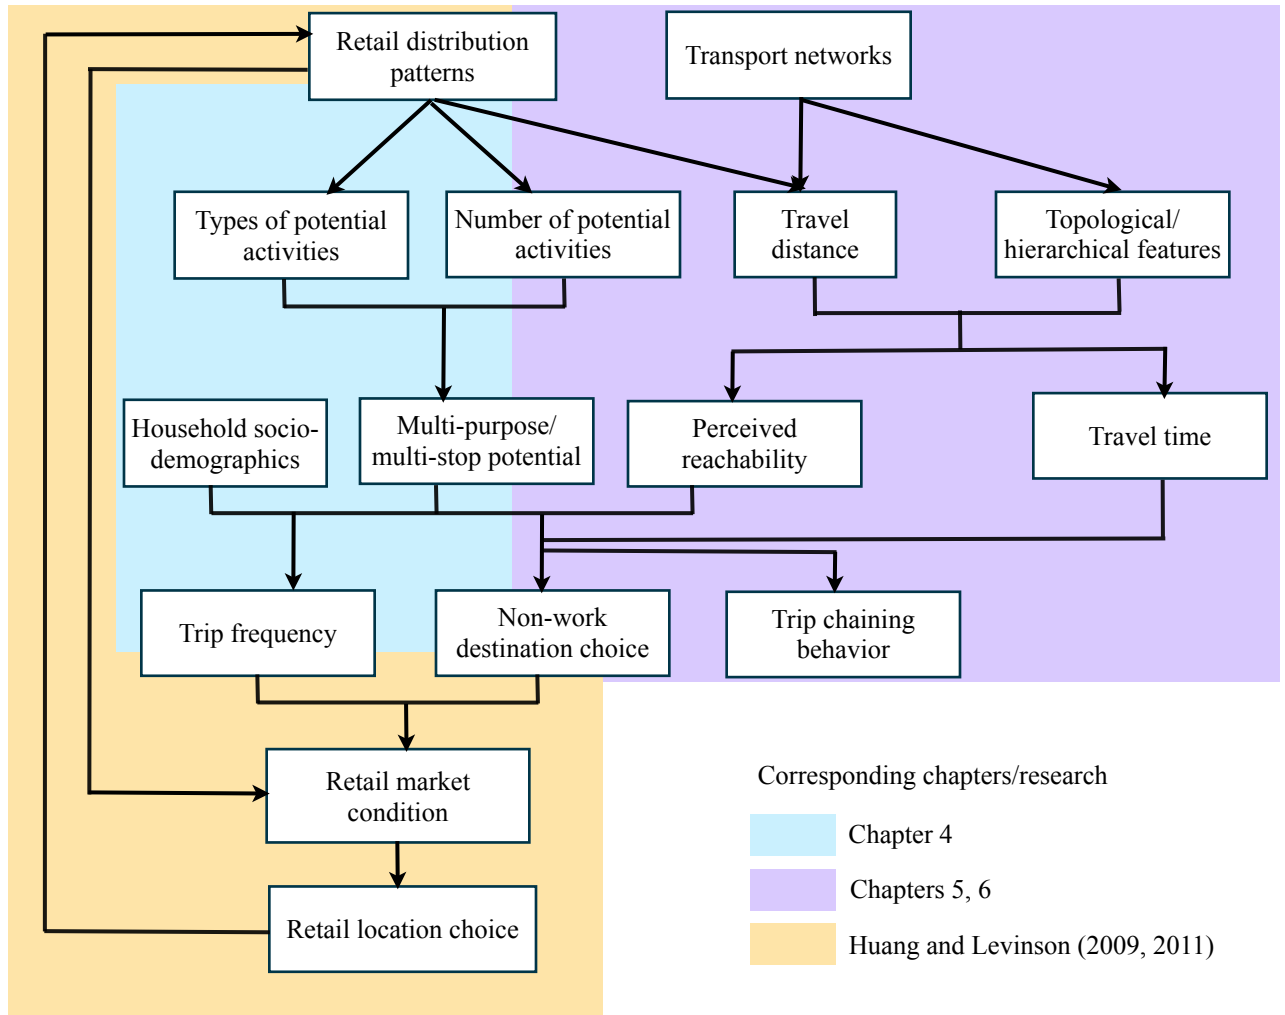 Retail distribution
patterns
Transport networks
Types of potential
activities
Number of potential
activities
Travel
distance
Topological/
hierarchical features
Household socio-
demographics
Multi-purpose/
multi-stop potential
Perceived
reachability
Travel time
Trip frequency
Non-work
destination choice
Trip chaining
behavior
Retail market
condition
Retail location choice
Corresponding chapters/research
Chapter 4
Chapters 5, 6
Huang and Levinson (2009, 2011)